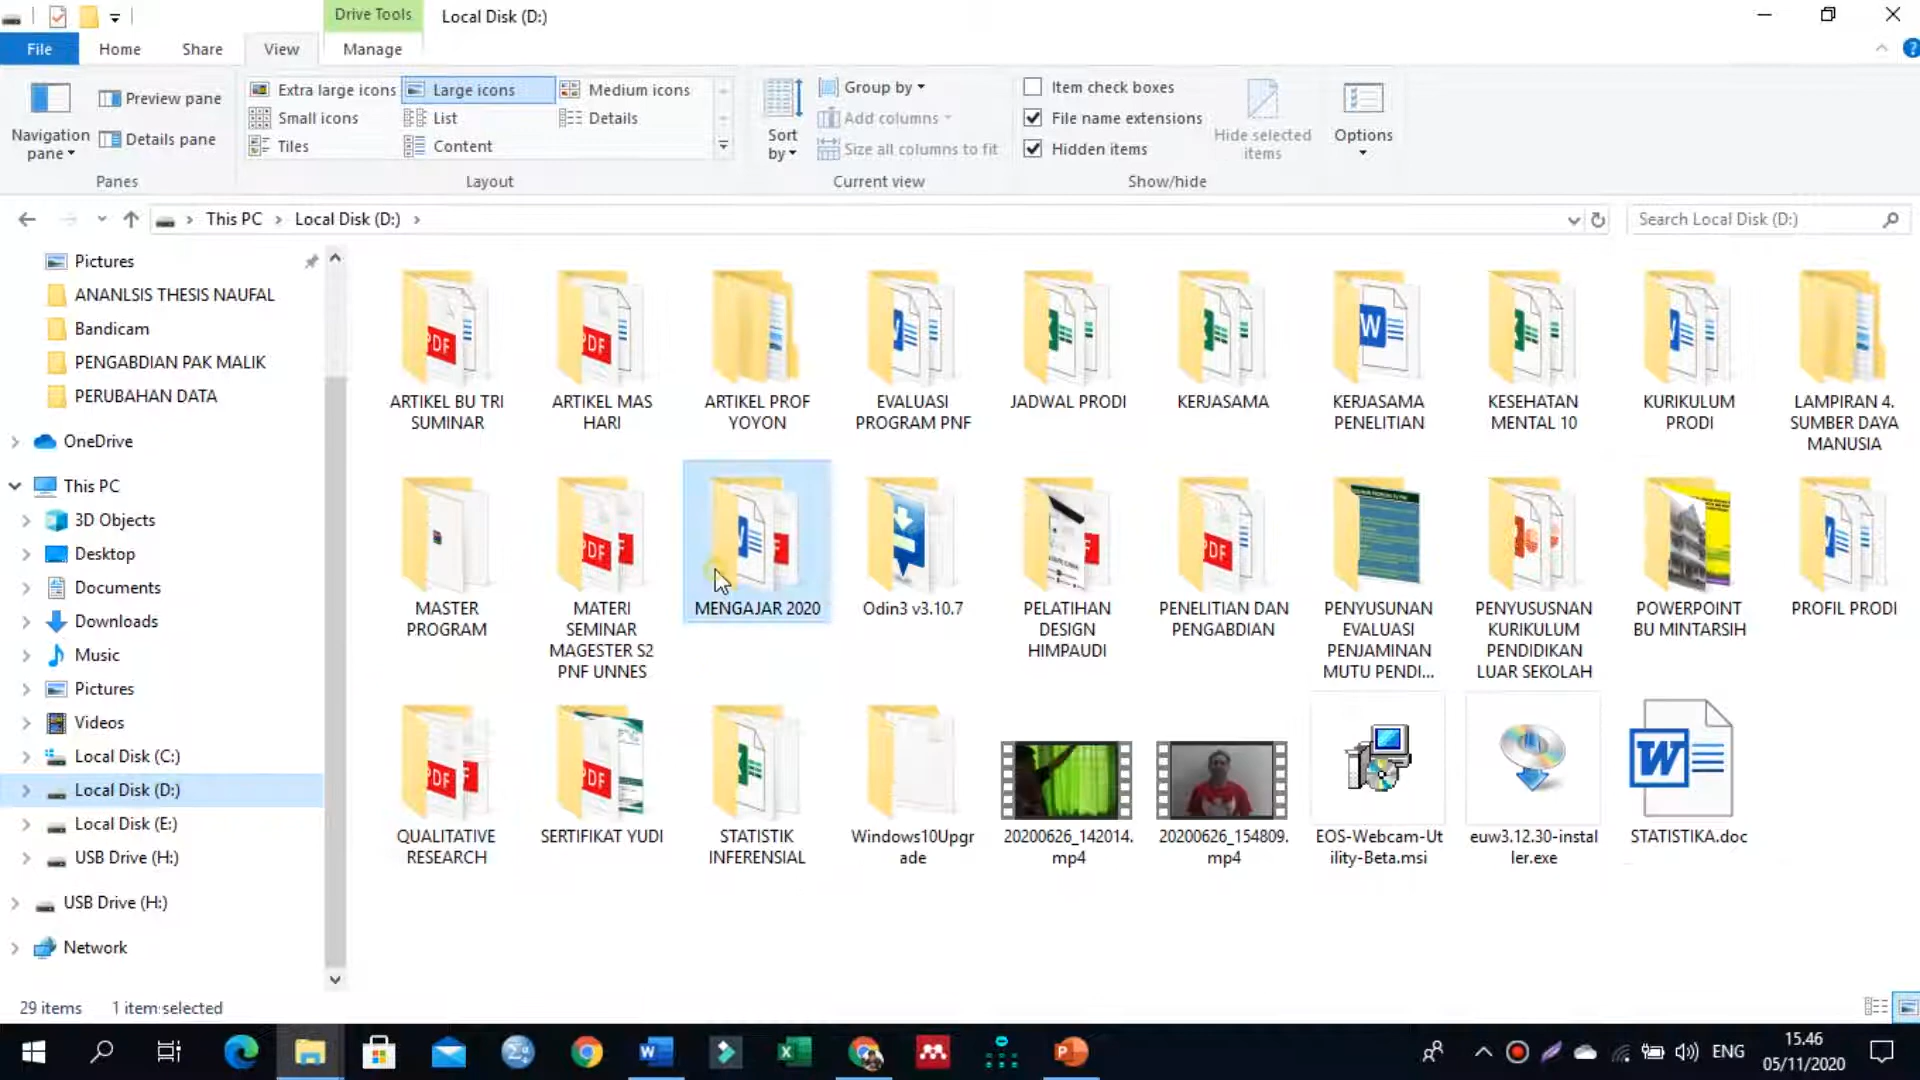 Drive Tools
Local Disk (D:)
File
Home
Share
View
Manage
Navigation
pane
Preview pane
Details pane
Panes
Extra large icons
Large icons
Medium icons
Small icons
List
Details
Tiles
Content
Layout
Sort
by
Group by
Add columns
Size all columns to fit
Current view
Item check boxes
File name extensions
Hidden items
Hide selected
items
Show/hide
Options
This PC
Local Disk (D:)
Search Local Disk (D:)
Pictures
ANANLSIS THESIS NAUFAL
Bandicam
PENGABDIAN PAK MALIK
PERUBAHAN DATA
OneDrive
This PC
3D Objects
Desktop
Documents
Downloads
Music
Pictures
Videos
Local Disk (C:)
Local Disk (D:)
Local Disk (E:)
USB Drive (H:)
USB Drive (H:)
Network
ARTIKEL BU TRI
SUMINAR
ARTIKEL MAS
HARI
ARTIKEL PROF
YOYON
EVALUASI
PROGRAM PNF
JADWAL PRODI
KERJASAMA
KERJASAMA
PENELITIAN
KESEHATAN
MENTAL 10
KURIKULUM
PRODI
LAMPIRAN 4.
SUMBER DAYA
MANUSIA
MASTER
PROGRAM
MATERI
SEMINAR
MAGESTER S2
PNF UNNES
MENGAJAR 2020
Odin3 v3.10.7
PELATIHAN
DESIGN
HIMPAUDI
PENELITIAN DAN
PENGABDIAN
PENYUSUNAN
EVALUASI
PENJAMINAN
MUTU PENDI...
PENYUSUSNAN
KURIKULUM
PENDIDIKAN
LUAR SEKOLAH
POWERPOINT
BU MINTARSIH
PROFIL PRODI
QUALITATIVE
RESEARCH
SERTIFIKAT YUDI
STATISTIK
INFERENSIAL
Windows10Upgr
ade
20200626_142014.
mp4
20200626_154809.
mp4
EOS-Webcam-Ut
ility-Beta.msi
euw3.12.30-instal
ler.exe
STATISTIKA.doc
29 items
1 item selected
ENG
15.46
05/11/2020